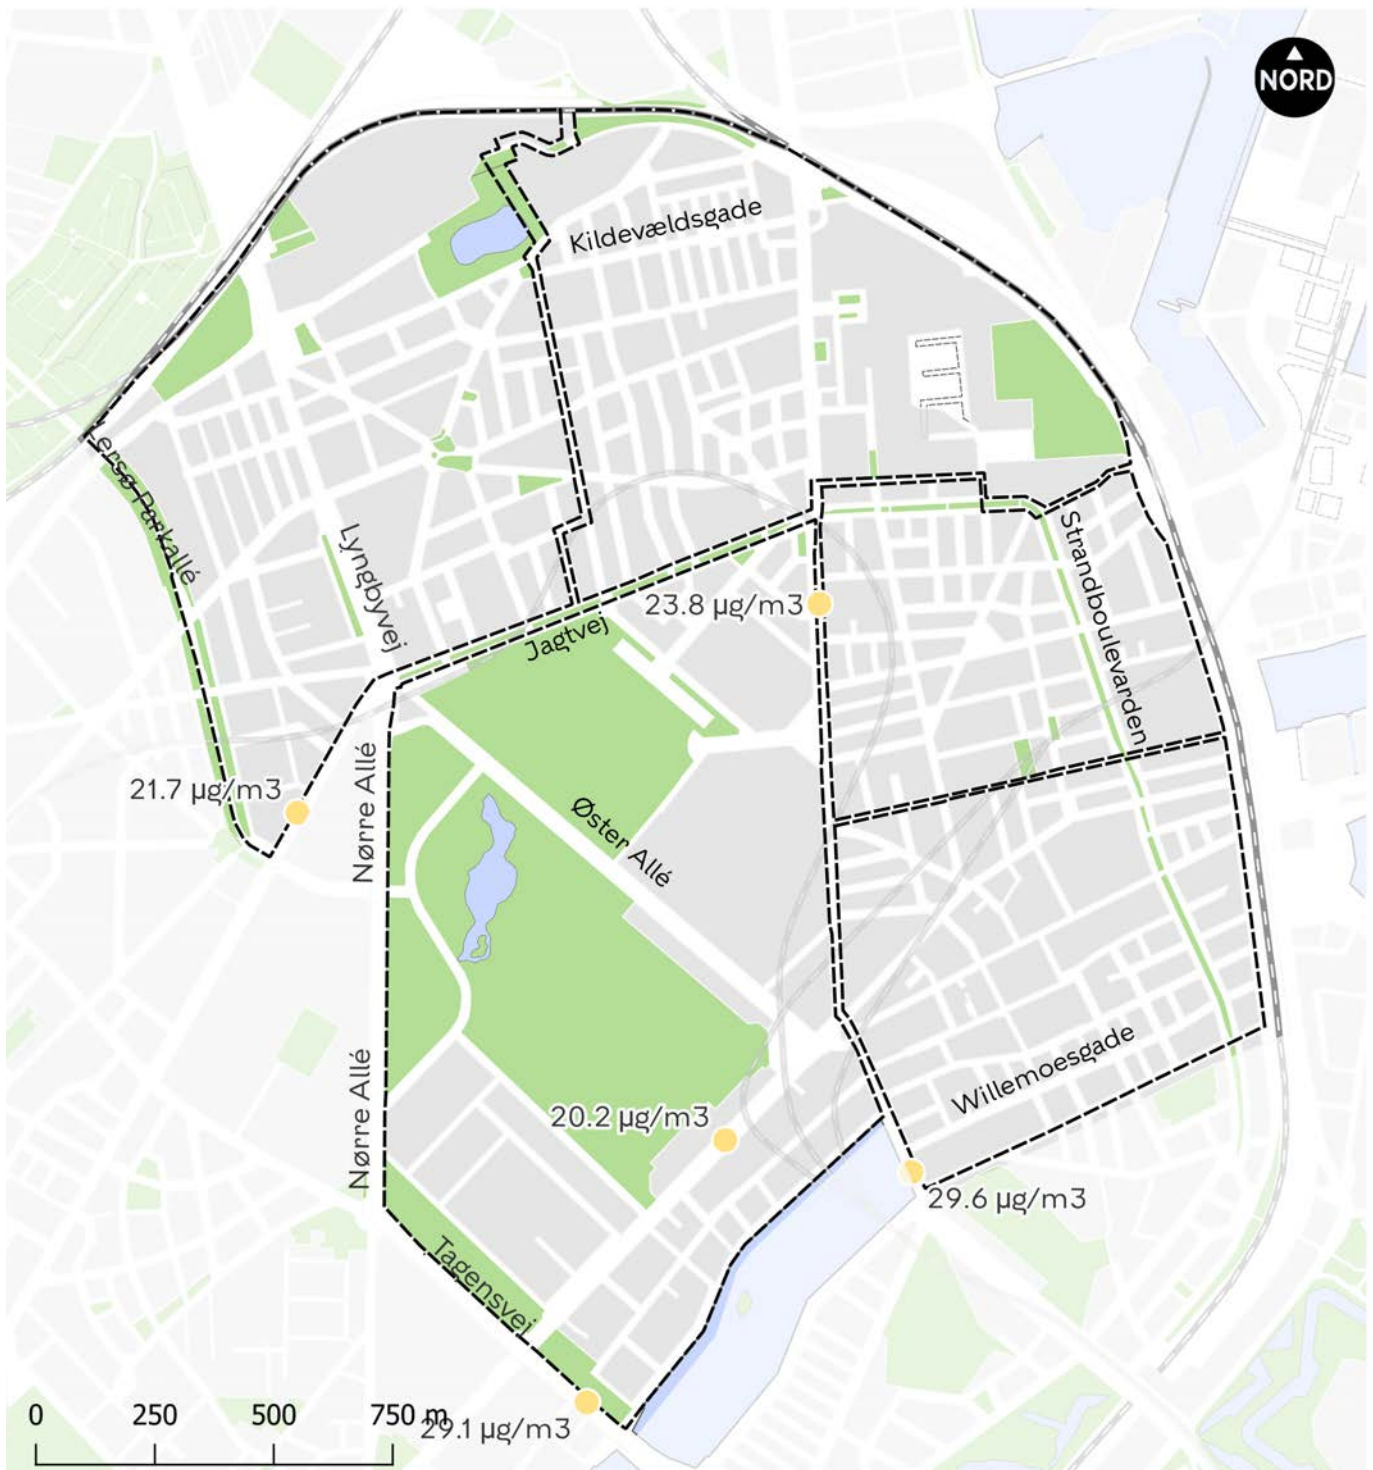 NORD
Kildevældsgade
Lersø Parkallé
Lyngbyvej
Strandboulevarden
23.8 µg/m3
Jagtvej
21.7 µg/m3
Nørre Allé
Øster Allé
Nørre Allé
Willemoesgade
20.2 µg/m3
29.6 µg/m3
Tagensvej
0 250 500 750 m
29.1 µg/m3